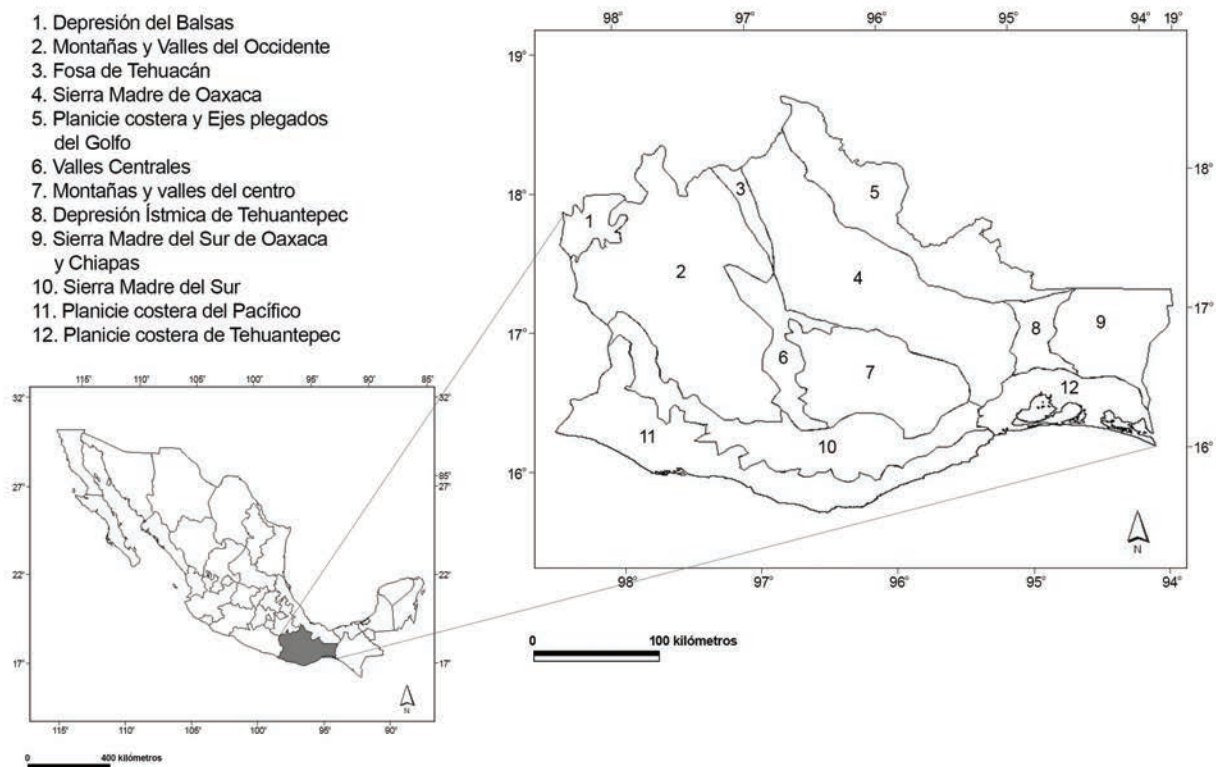 1. Depresión del Balsas
2. Montañas y Valles del Occidente
3. Fosa de Tehuacán
4. Sierra Madre de Oaxaca
5. Planicie costera y Ejes plegados
del Golfo
6. Valles Centrales
7. Montañas y valles del centro
8. Depresión Ístmica de Tehuantepec
9. Sierra Madre del Sur de Oaxaca
y Chiapas
10. Sierra Madre del Sur
11. Planicie costera del Pacífico
12. Planicie costera de Tehuantepec
98° 97° 96° 95° 94° 19°
19°
18° 18°
17° 17°
16° 16°
98° 97° 96° 95° 94°
1
2
3
4
5
6
7
8
9
10
11
12
N
0 100 kilómetros
115° 110° 105° 100° 95° 90° 85°
32° 32°
85°
27° 27°
22° 22°
17° 17°
115° 110° 105° 100° 95° 90°
N
0 400 kilómetros